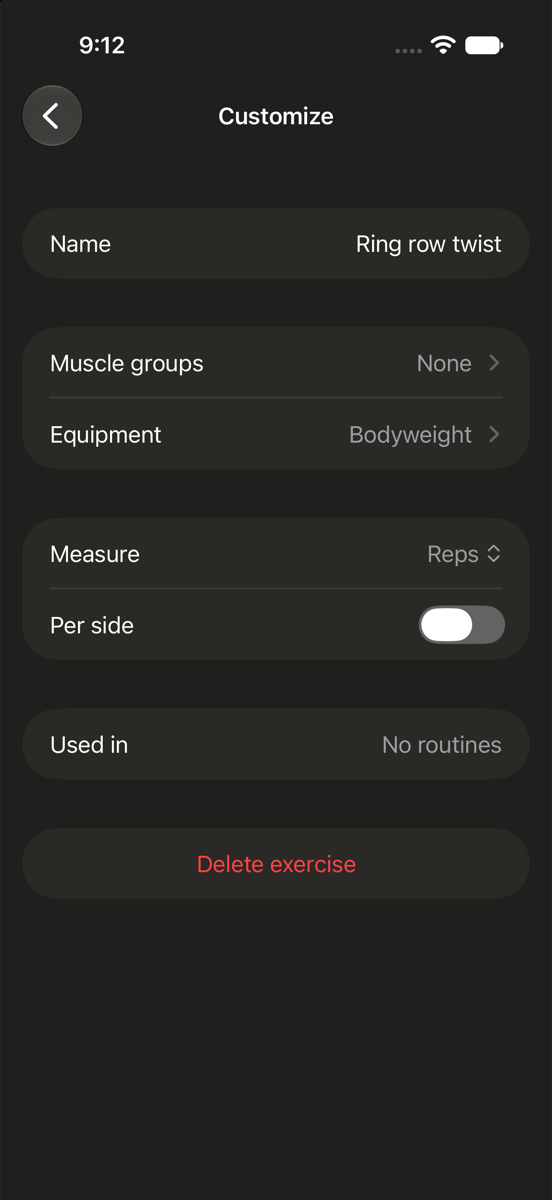 9:12
Customize
Name Ring row twist
Muscle groups None
Equipment Bodyweight
Measure Reps
Per side
Used in No routines
Delete exercise